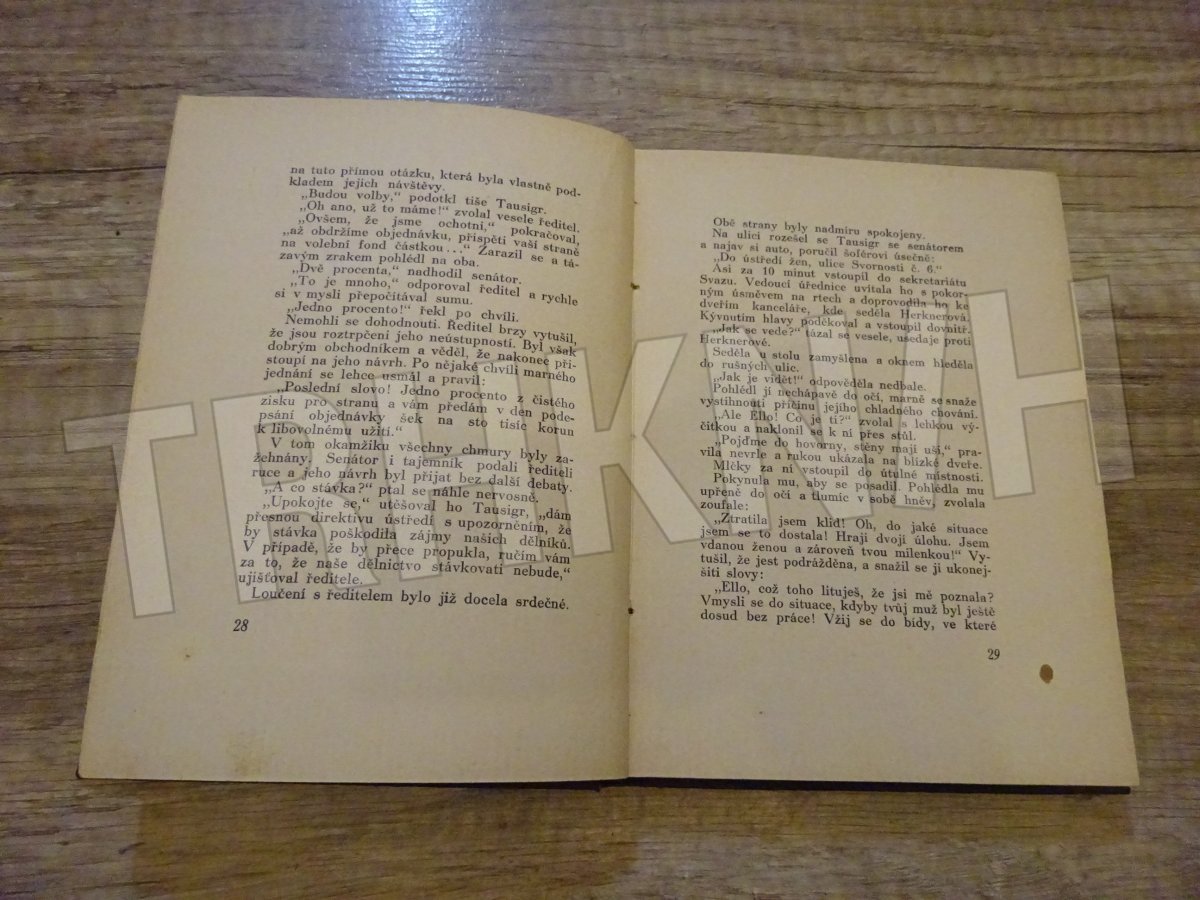 na tuto přímou otázku, která byla vlastně pod-
kladem jejich návštěvy.
„Budou volby,“ podotkl tiše Tausigr.
„Oh ano, už to máme!“ zvolal vesele ředitel.
„Ovšem, že jsme ochotni,“ pokračoval,
„až obdržíme objednávku, přispěti vaší straně
na volební fond částkou...“ Zarazil se a tá-
zavým zrakem pohlédl na oba.
„Dvě procenta,“ nadhodil senátor.
„To je mnoho,“ odporoval ředitel a rychle
si v mysli přepočítával sumu.
„Jedno procento!“ řekl po chvíli.
Nemohli se dohodnouti. Ředitel brzy vytušil,
že jsou roztrpčeni jeho neústupností. Byl však
dobrým obchodníkem a věděl, že nakonec při-
stoupí na jeho návrh. Po nějaké chvíli marného
jednání se lehce usmál a pravil:
„Poslední slovo! Jedno procento z čistého
zisku pro stranu a vám předám v den pode-
psání objednávky šek na sto tisíc korun
k libovolnému užití.“
V tom okamžiku všechny chmury byly za-
žehnány. Senátor i tajemník podali řediteli
ruce a jeho návrh byl přijat bez další debaty.
„A co stávka?“ ptal se náhle nervosně.
„Upokojte se,“ utěšoval ho Tausigr, „dám
přesnou direktivu ústředí s upozorněním, že
by stávka poškodila zájmy našich dělníků.
V případě, že by přece propukla, ručím vám
za to, že naše dělnictvo stávkovati nebude,“
ujišťoval ředitele.
Loučení s ředitelem bylo již docela srdečné.
28
Obě strany byly nadmíru spokojeny.
Na ulici rozešel se Tausigr se senátorem
a najav si auto, poručil šoférovi úsečně:
„Do ústředí žen, ulice Svornosti č. 6.“
Asi za 10 minut vstoupil do sekretariátu
Svazu. Vedoucí úřednice uvítala ho s pokor-
ným úsměvem na rtech a doprovodila ho ke
dveřím kanceláře, kde seděla Herknerová.
Kývnutím hlavy poděkoval a vstoupil dovnitř.
„Jak se vede?“ tázal se vesele, usedaje proti
Herknerové.
Seděla u stolu zamyšlena a oknem hleděla
do rušných ulic.
„Jak je vidět!“ odpověděla nedbale.
Pohlédl jí nechápavě do očí, marně se snaže
vystihnouti příčinu jejího chladného chování.
„Ale Ello! Co je ti?“ zvolal s lehkou vý-
čitkou a naklonil se k ní přes stůl.
„Pojďme do hovorny, stěny mají uši,“ pra-
vila nevrle a rukou ukázala na blízké dveře.
Mlčky za ní vstoupil do útulné místnosti.
Pokynula mu, aby se posadil. Pohlédla mu
upřeně do očí a tlumíc v sobě hněv, zvolala
zoufale:
„Ztratila jsem klid! Oh, do jaké situace
jsem se to dostala! Hraji dvojí úlohu. Jsem
vdanou ženou a zároveň tvou milenkou!“ Vy-
tušil, že jest podrážděna, a snažil se ji ukonej-
šiti slovy:
„Ello, což toho lituješ, že jsi mě poznala?
Vmysli se do situace, kdyby tvůj muž byl ještě
dosud bez práce! Vžij se do bídy, ve které
29
TRHKNIH